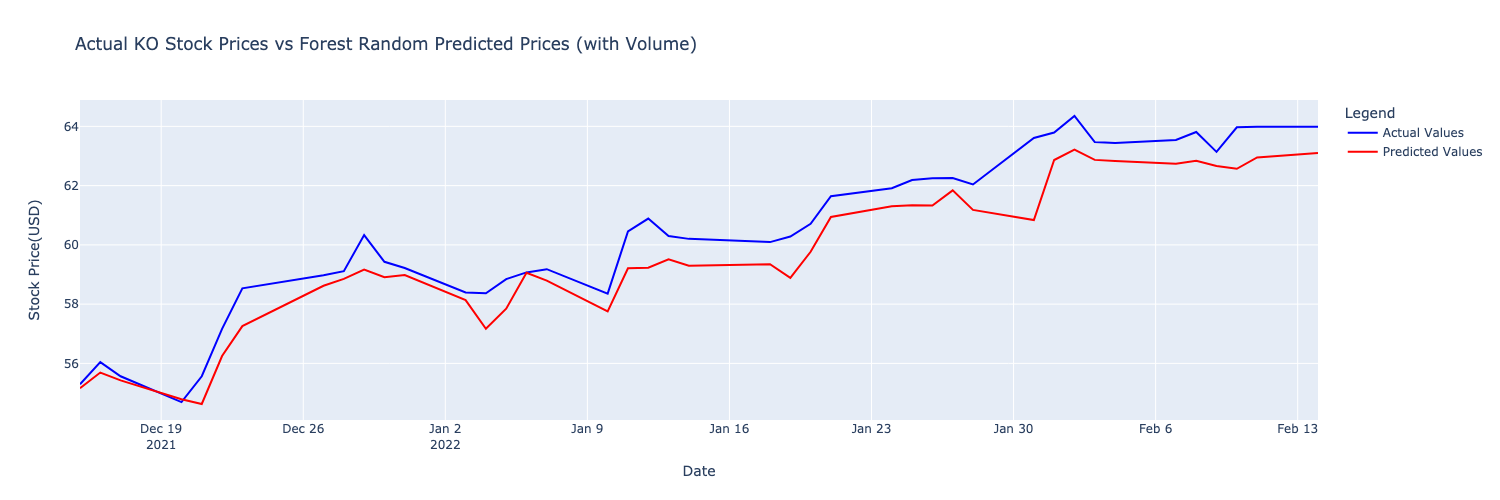 Actual KO Stock Prices vs Forest Random Predicted Prices (with Volume)
Legend
Actual Values
Predicted Values
Stock Price(USD)
64
62
60
58
56
Dec 19
2021
Dec 26
Jan 2
2022
Jan 9
Jan 16
Jan 23
Jan 30
Feb 6
Feb 13
Date